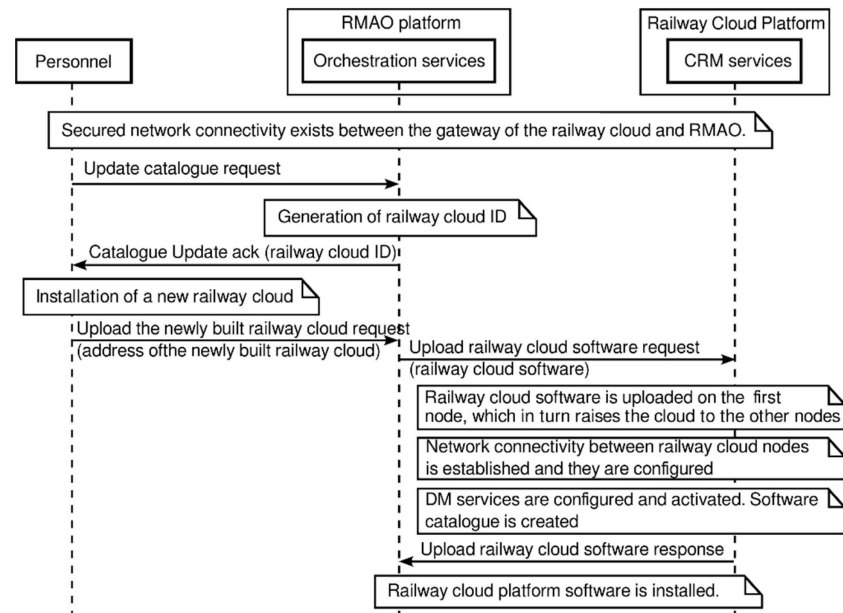 RMAO platform
Railway Cloud Platform
Personnel
Orchestration services
CRM services
Secured network connectivity exists between the gateway of the railway cloud and RMAO.
Update catalogue request
Generation of railway cloud ID
Catalogue Update ack (railway cloud ID)
Installation of a new railway cloud
Upload the newly built railway cloud request
(address ofthe newly built railway cloud)
Upload railway cloud software request
(railway cloud software)
Railway cloud software is uploaded on the first
node, which in turn raises the cloud to the other nodes
Network connectivity between railway cloud nodes
is established and they are configured
DM services are configured and activated. Software
catalogue is created
Upload railway cloud software response
Railway cloud platform software is installed.